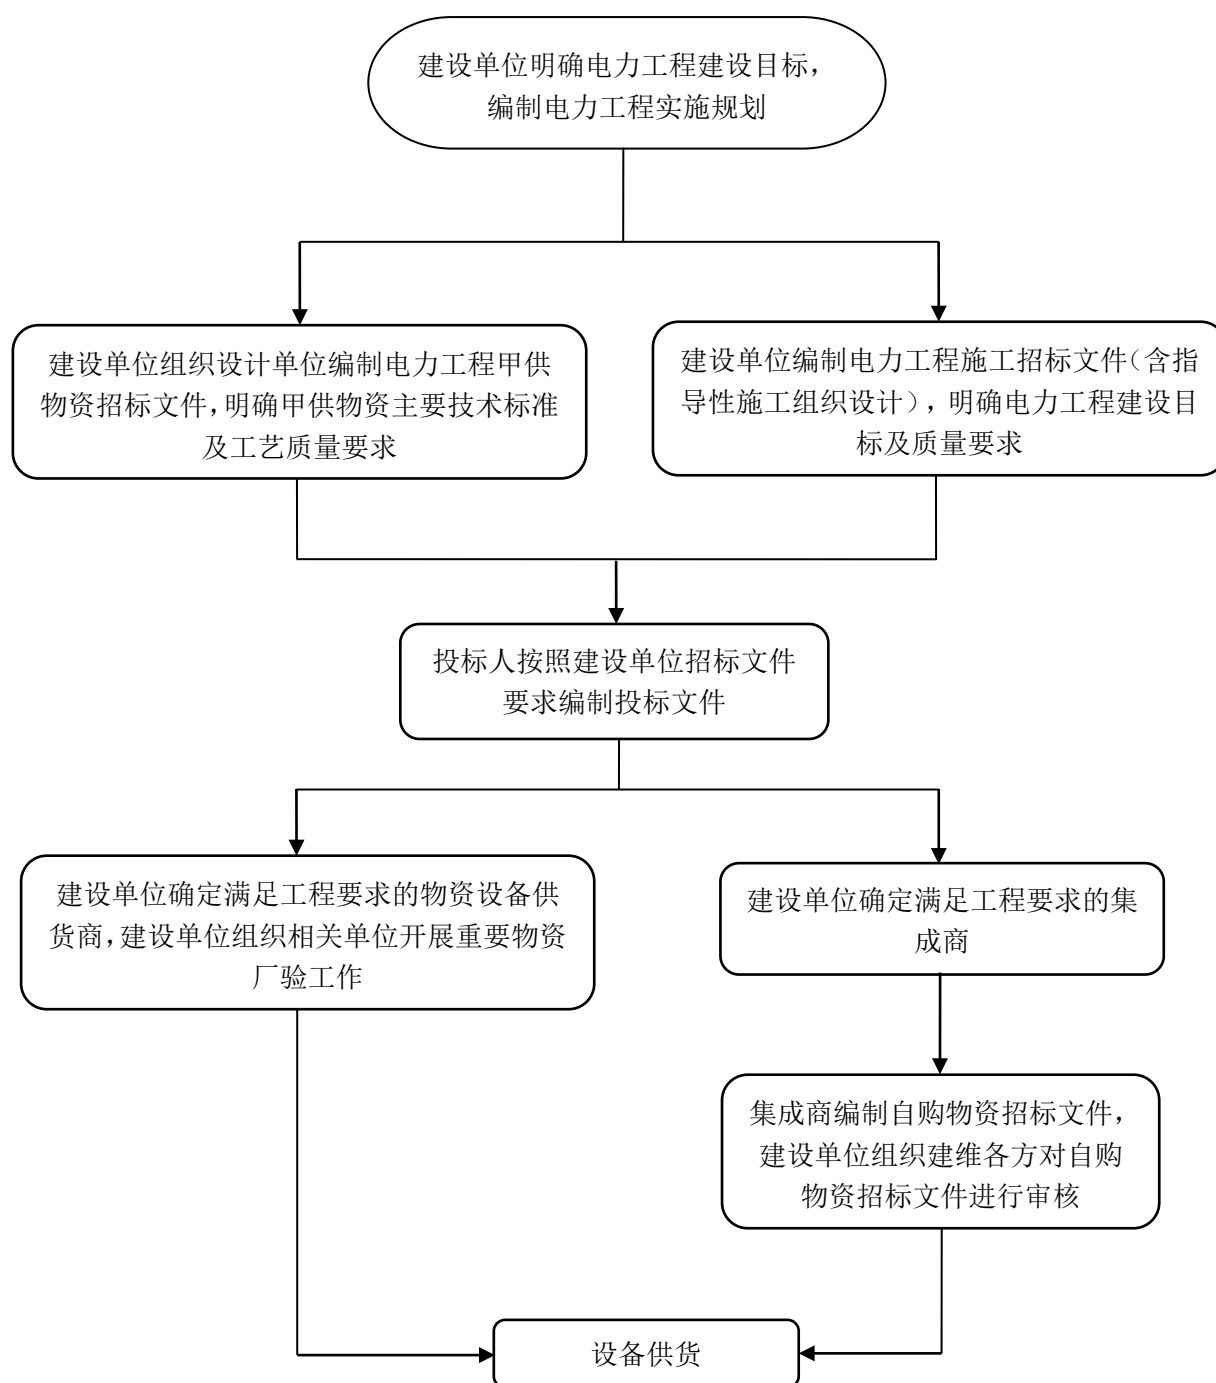 建设单位明确电力工程建设目标，
编制电力工程实施规划
建设单位组织设计单位编制电力工程甲供
物资招标文件，明确甲供物资主要技术标准
及工艺质量要求
建设单位编制电力工程施工招标文件（含指
导性施工组织设计），明确电力工程建设目
标及质量要求
投标人按照建设单位招标文件
要求编制投标文件
建设单位确定满足工程要求的物资设备供
货商，建设单位组织相关单位开展重要物资
厂验工作
建设单位确定满足工程要求的集
成商
集成商编制自购物资招标文件，
建设单位组织建维各方对自购
物资招标文件进行审核
设备供货